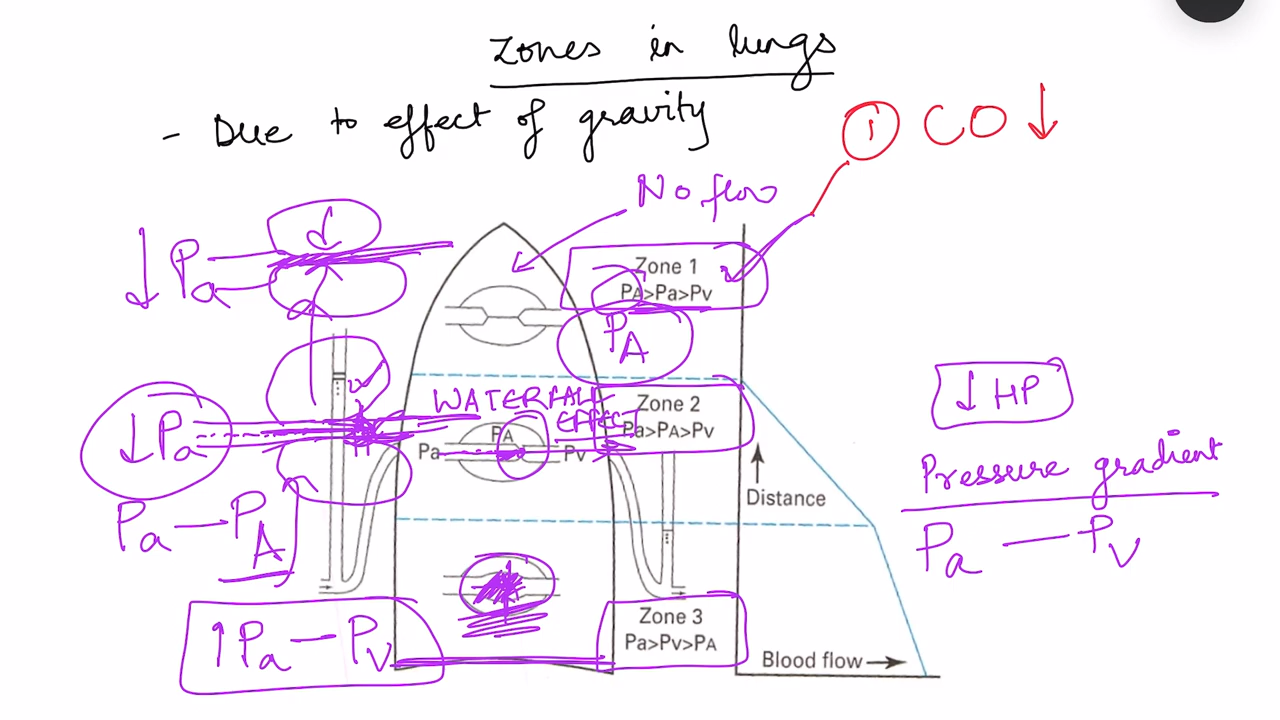 Zones in lungs
- Due to effect of gravity
① CO ↓
No flow
↓
↓ Pa
Zone 1
PA>Pa>Pv
PA
WATERFALL
EFFECT
Zone 2
Pa>PA>Pv
↓ HP
↓ Pa
PA
Pa
Pv
Pressure gradient
Pa — Pv
Distance
Pa — PA
Zone 3
Pa>Pv>PA
↑ Pa — Pv
Blood flow →